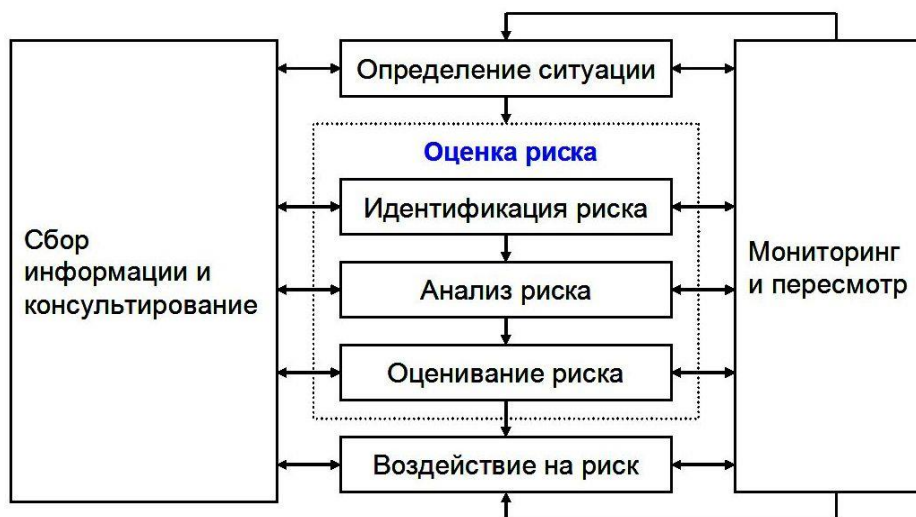 Определение ситуации
Оценка риска
Идентификация риска
Сбор
информации и
консультирование
Анализ риска
Мониторинг
и пересмотр
Оценивание риска
Воздействие на риск